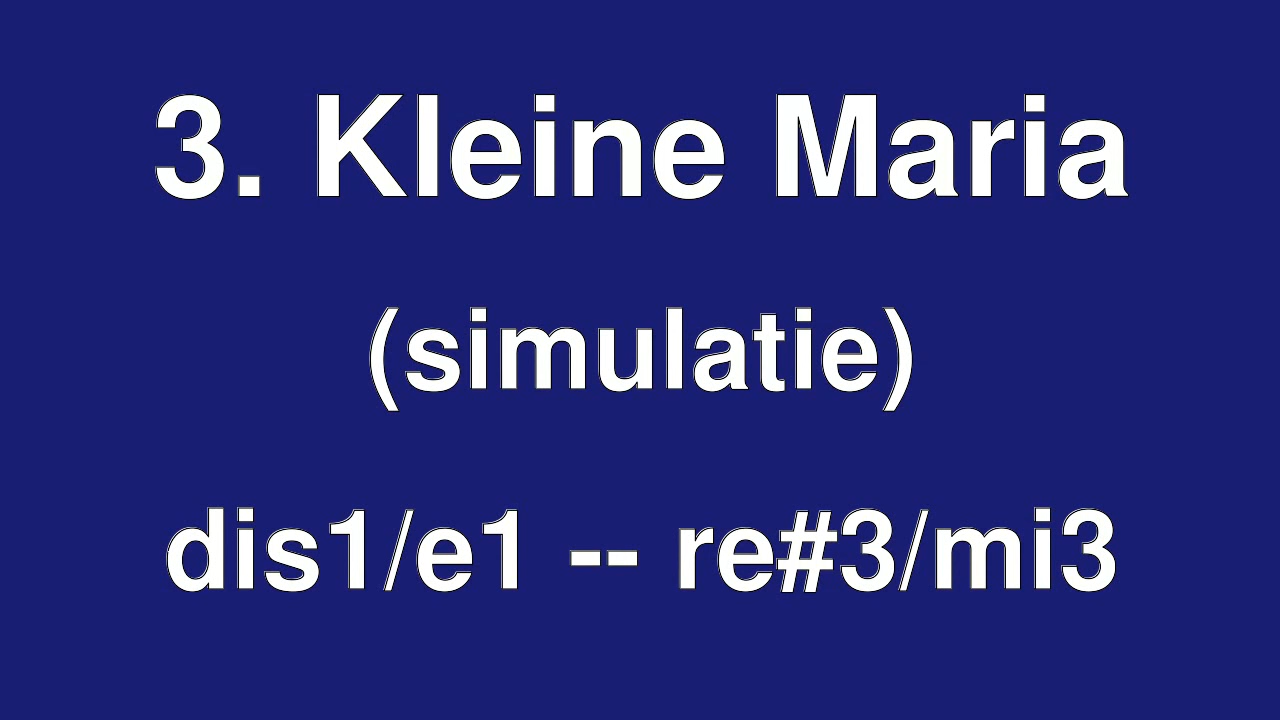 3. Kleine Maria
(simulatie)
dis1/e1 -- re#3/mi3